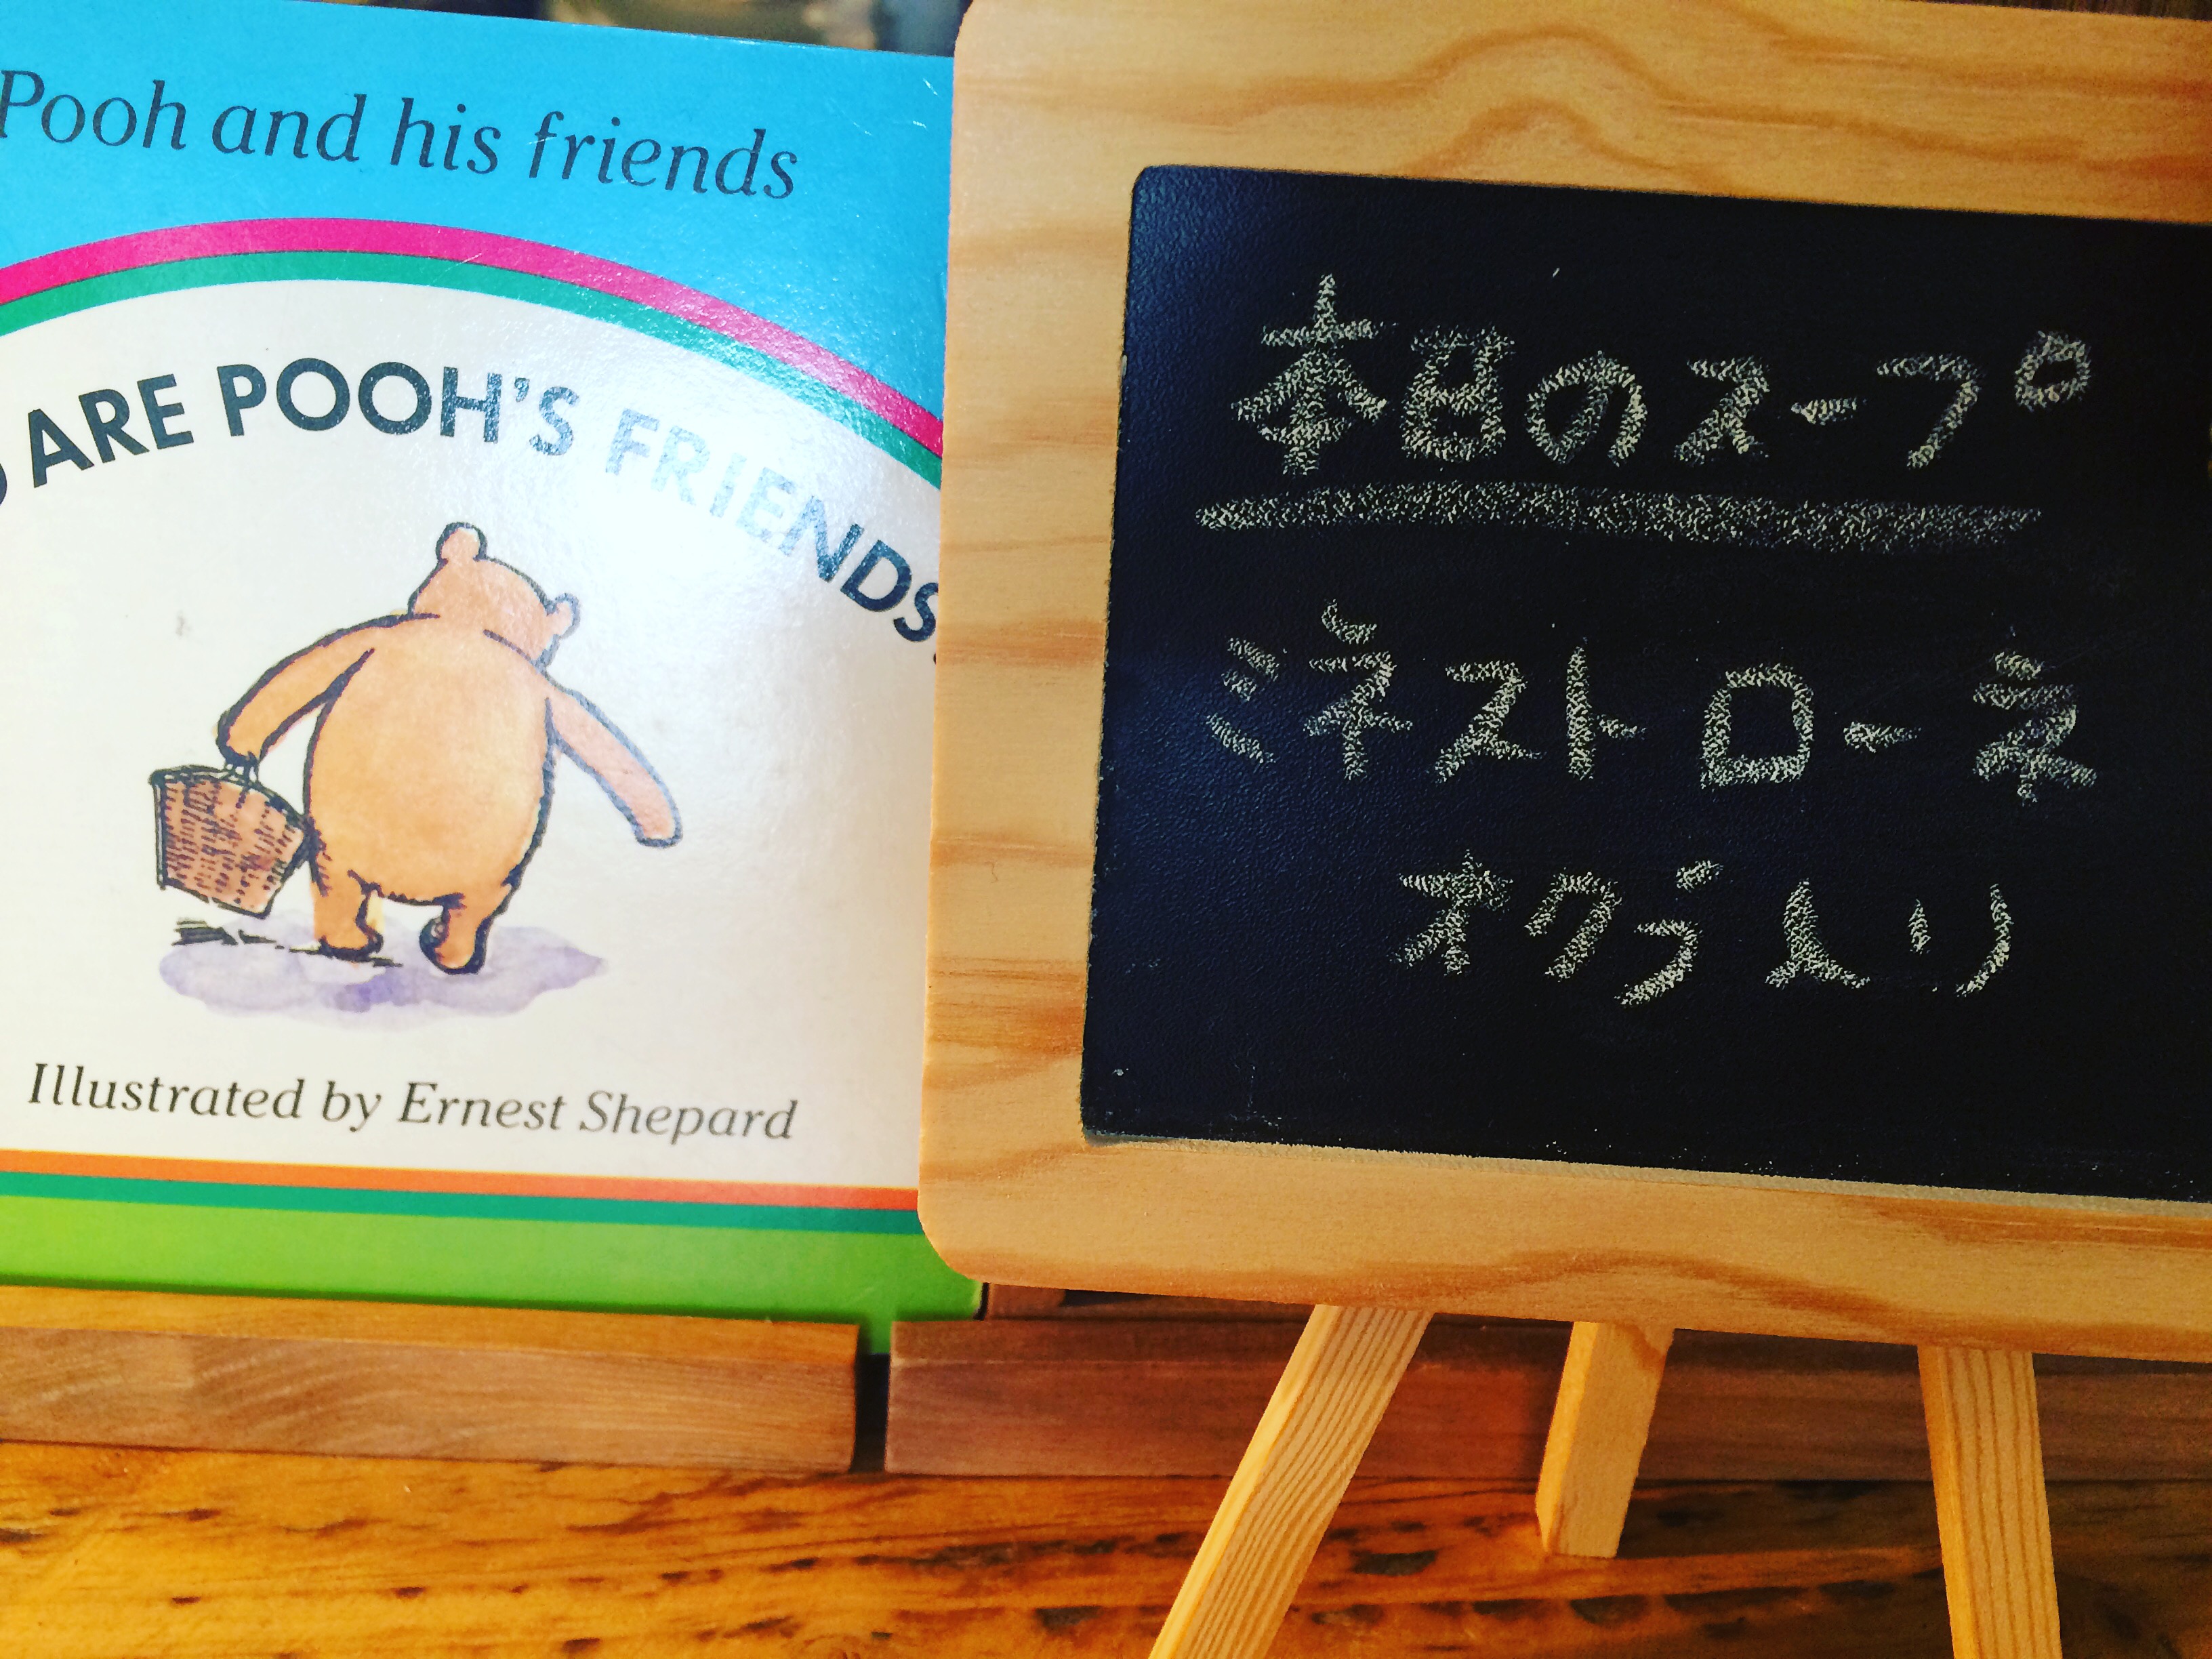 Pooh and his friends
ARE POOH'S FRIENDS
Illustrated by Ernest Shepard
本日のスープ
ミネストローネ
オクラ入り